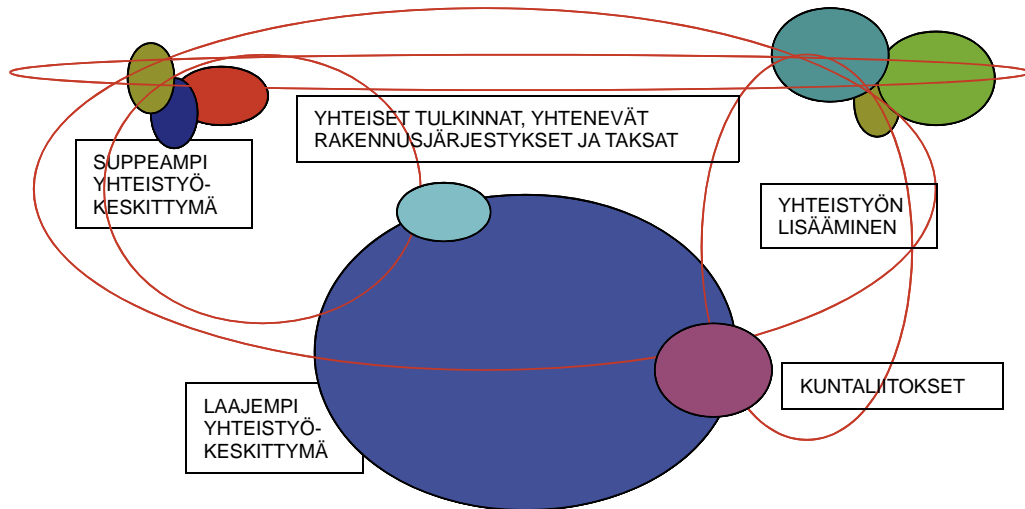 YHTEISET TULKINNAT, YHTENEVÄT
RAKENNUSJÄRJESTYKSET JA TAKSAT
SUPPEAMPI
YHTEISTYÖ-
KESKITTYMÄ
YHTEISTYÖN
LISÄÄMINEN
KUNTALIITOKSET
LAAJEMPI
YHTEISTYÖ-
KESKITTYMÄ